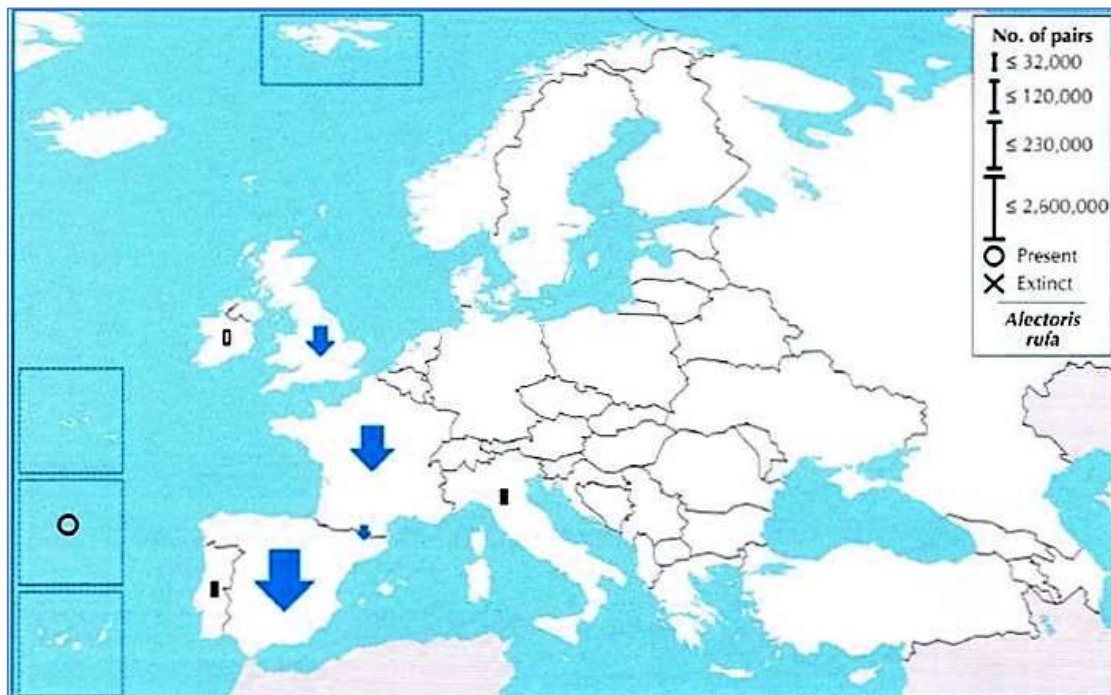 No. of pairs
≤ 32,000
≤ 120,000
≤ 230,000
≤ 2,600,000
Present
Extinct
Alectoris
rufa